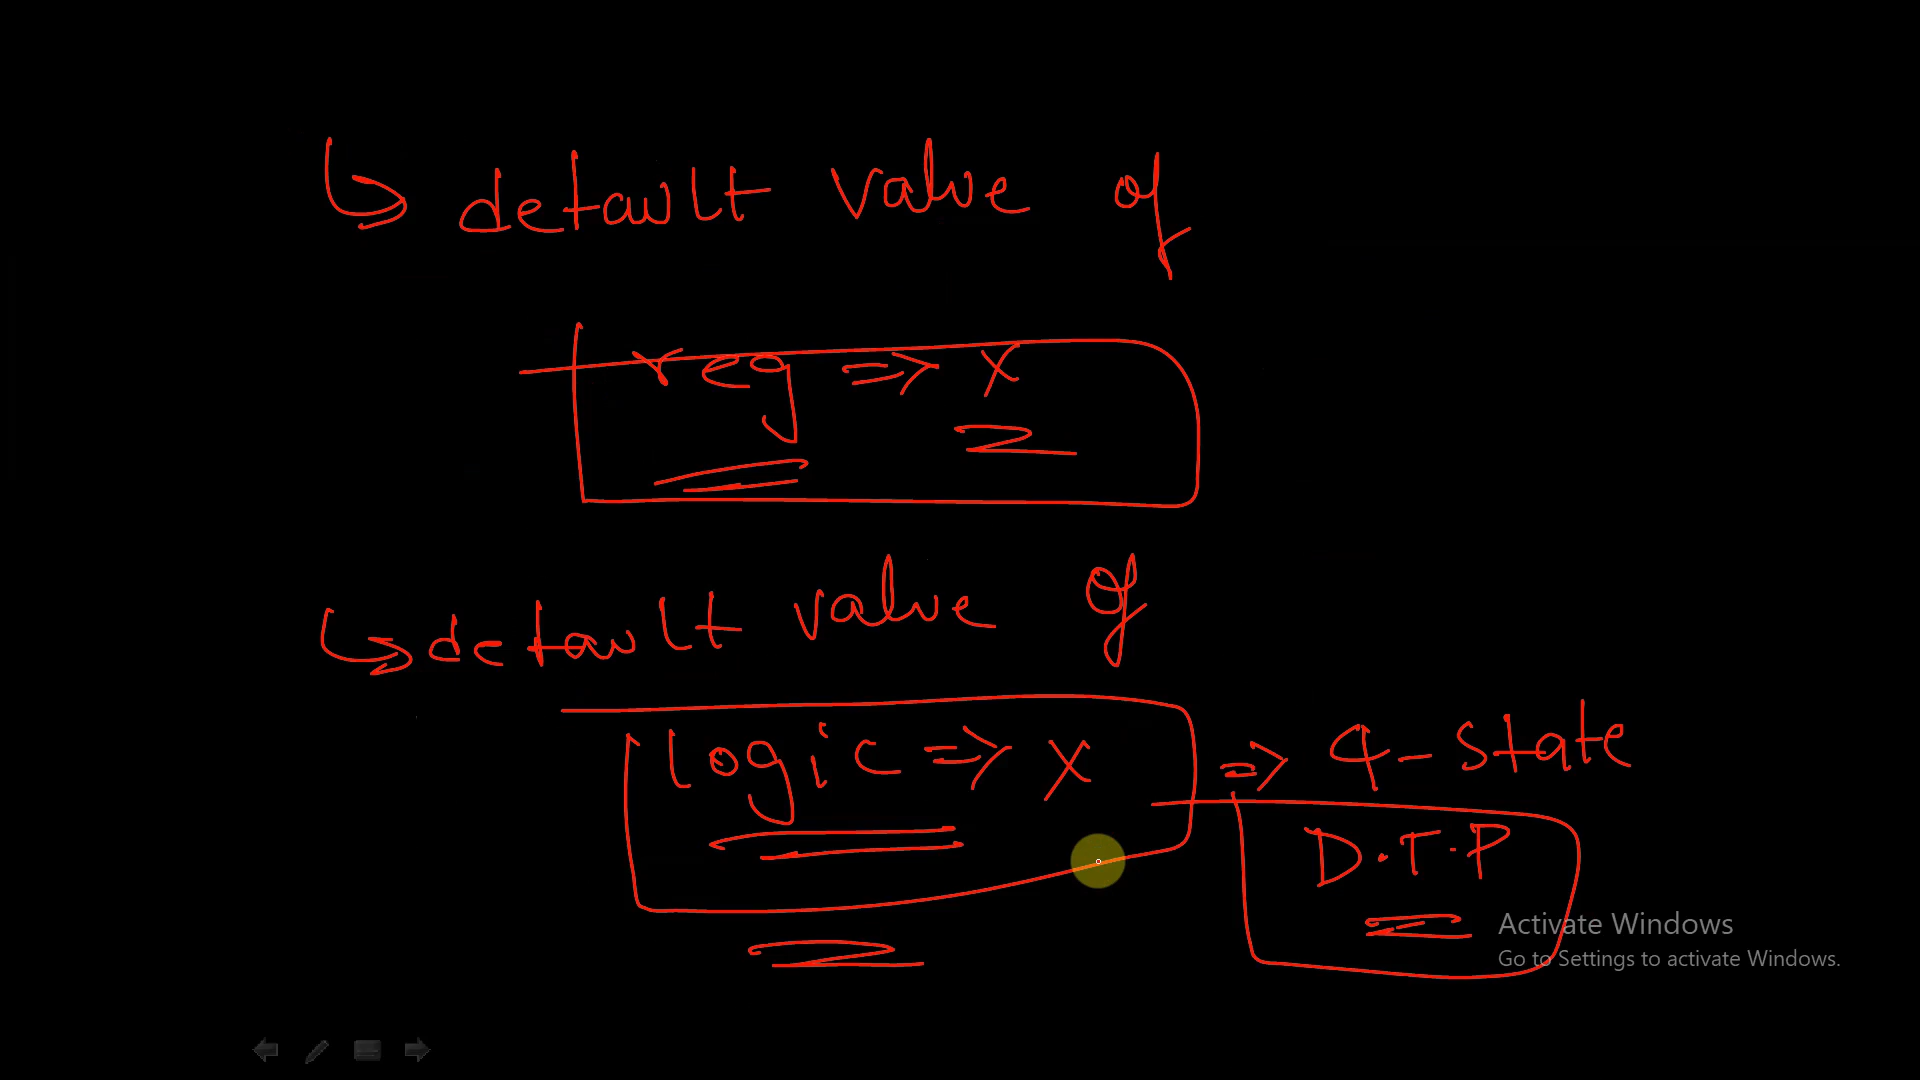 ↳ default value of
reg => X
↳ default value of
logic => X => 4-state
D.T.P
Activate Windows
Go to Settings to activate Windows.